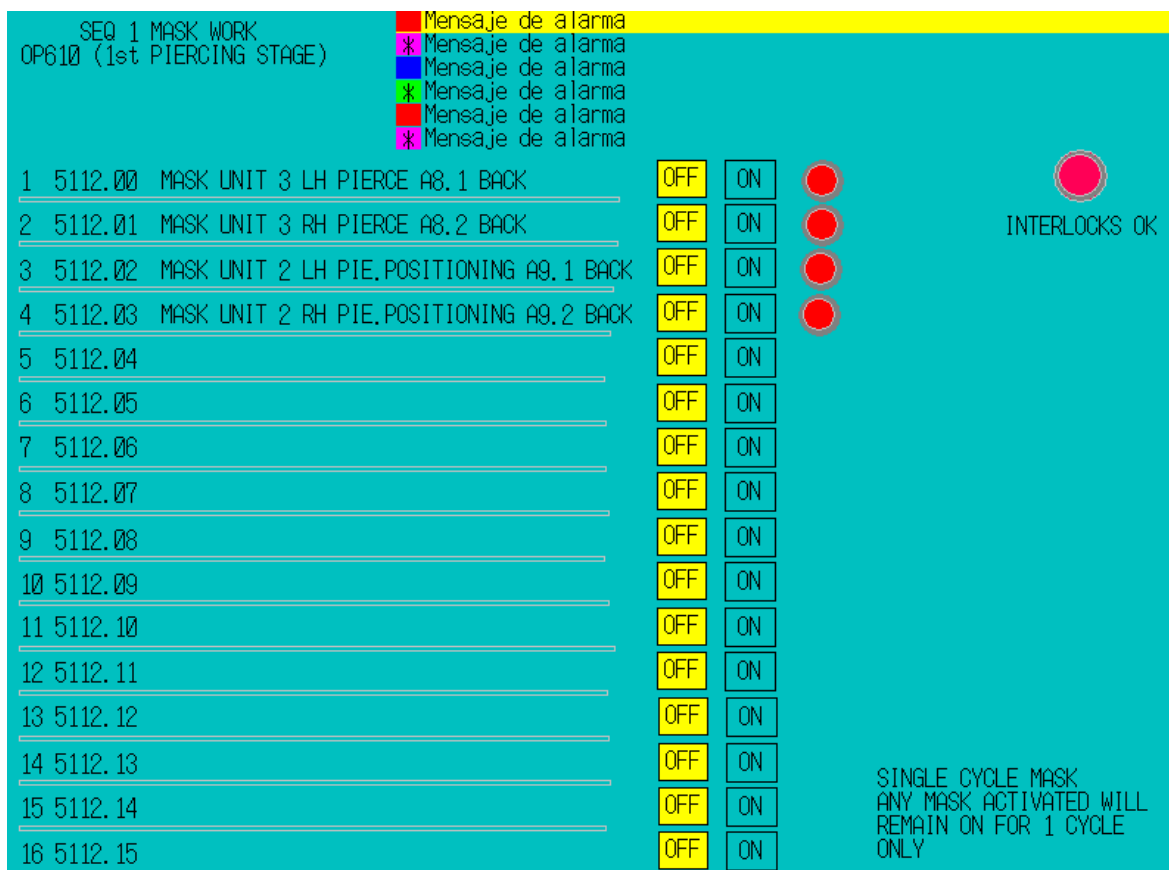 SEQ 1 MASK WORK
OP610 (1st PIERCING STAGE)
Mensaje de alarma
* Mensaje de alarma
Mensaje de alarma
* Mensaje de alarma
Mensaje de alarma
* Mensaje de alarma
1 5112.00 MASK UNIT 3 LH PIERCE A8.1 BACK OFF ON
INTERLOCKS OK
2 5112.01 MASK UNIT 3 RH PIERCE A8.2 BACK OFF ON
3 5112.02 MASK UNIT 2 LH PIE.POSITIONING A9.1 BACK OFF ON
4 5112.03 MASK UNIT 2 RH PIE.POSITIONING A9.2 BACK OFF ON
5 5112.04 OFF ON
6 5112.05 OFF ON
7 5112.06 OFF ON
8 5112.07 OFF ON
9 5112.08 OFF ON
10 5112.09 OFF ON
11 5112.10 OFF ON
12 5112.11 OFF ON
13 5112.12 OFF ON
14 5112.13 OFF ON
15 5112.14 OFF ON
16 5112.15 OFF ON
SINGLE CYCLE MASK
ANY MASK ACTIVATED WILL
REMAIN ON FOR 1 CYCLE
ONLY